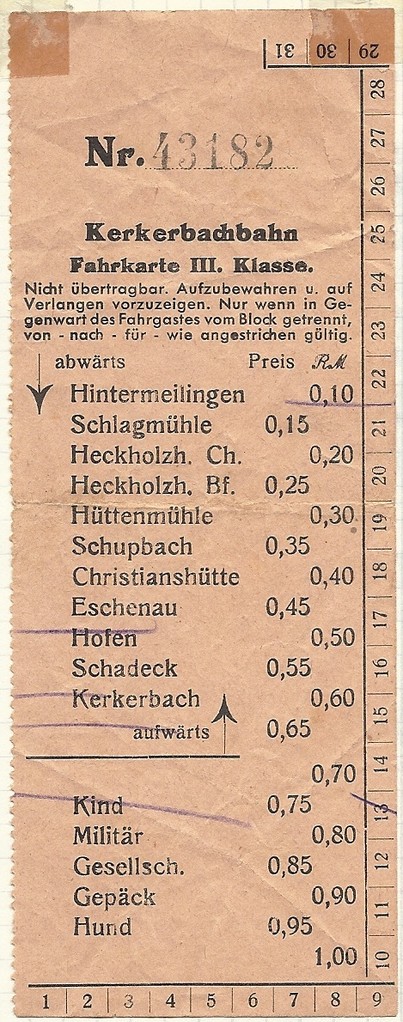 29 30 31
Nr. 43182
Kerkerbachbahn
Fahrkarte III. Klasse.
Nicht übertragbar. Aufzubewahren u. auf
Verlangen vorzuzeigen. Nur wenn in Ge-
genwart des Fahrgastes vom Block getrennt,
von - nach - für - wie angestrichen gültig.
abwärts Preis RM
Hintermeilingen 0,10
Schlagmühle 0,15
Heckholzh. Ch. 0,20
Heckholzh. Bf. 0,25
Hüttenmühle 0,30
Schupbach 0,35
Christianshütte 0,40
Eschenau 0,45
Hofen 0,50
Schadeck 0,55
Kerkerbach 0,60
aufwärts 0,65
0,70
Kind 0,75
Militär 0,80
Gesellsch. 0,85
Gepäck 0,90
Hund 0,95
1,00
1 2 3 4 5 6 7 8 9
10 11 12 13 14 15 16 17 18 19 20 21 22 23 24 25 26 27 28